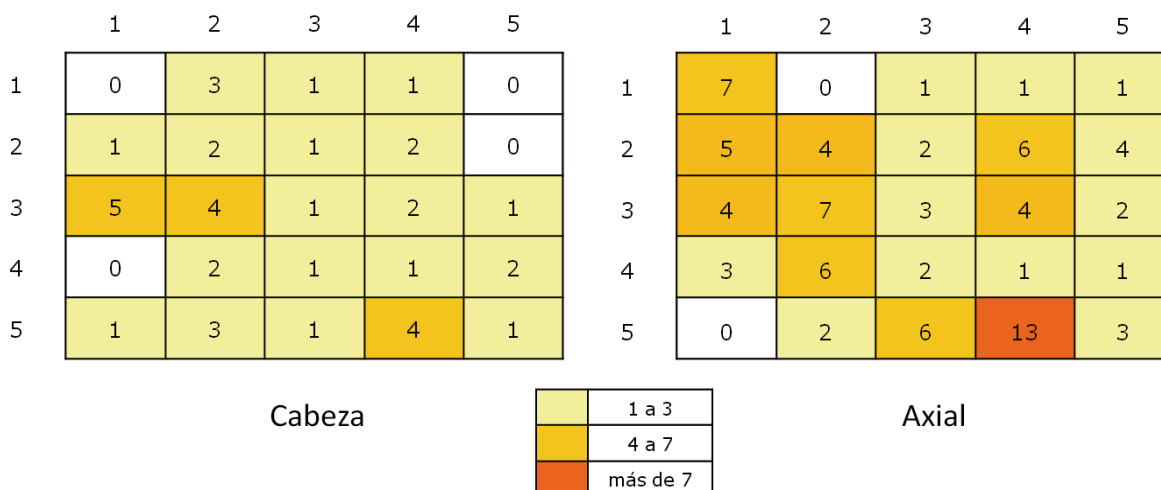 1 2 3 4 5
1 0 3 1 1 0
2 1 2 1 2 0
3 5 4 1 2 1
4 0 2 1 1 2
5 1 3 1 4 1
Cabeza
1 2 3 4 5
1 7 0 1 1 1
2 5 4 2 6 4
3 4 7 3 4 2
4 3 6 2 1 1
5 0 2 6 13 3
Axial
1 a 3
4 a 7
más de 7